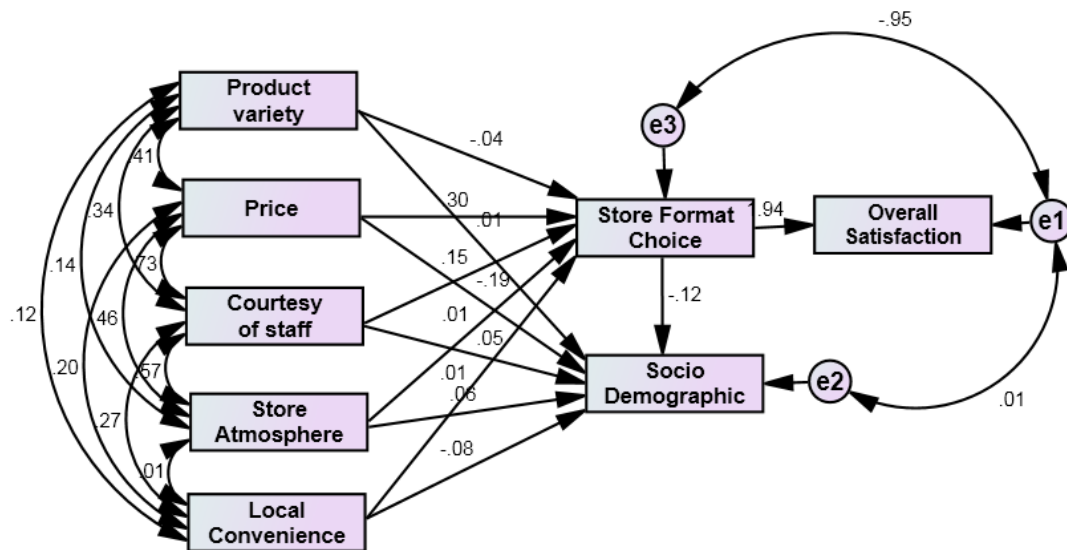 -.95
Product
variety
e3
-.04
.41
Price
.30
.01
Store Format
Choice
1.94
Overall
Satisfaction
e1
.34
.14
.73
.15
-.19
Courtesy
of staff
-.12
.12
.46
.01
.05
.20
.57
.01
Socio
Demographic
e2
.01
.06
Store
Atmosphere
.27
-.08
.01
Local
Convenience